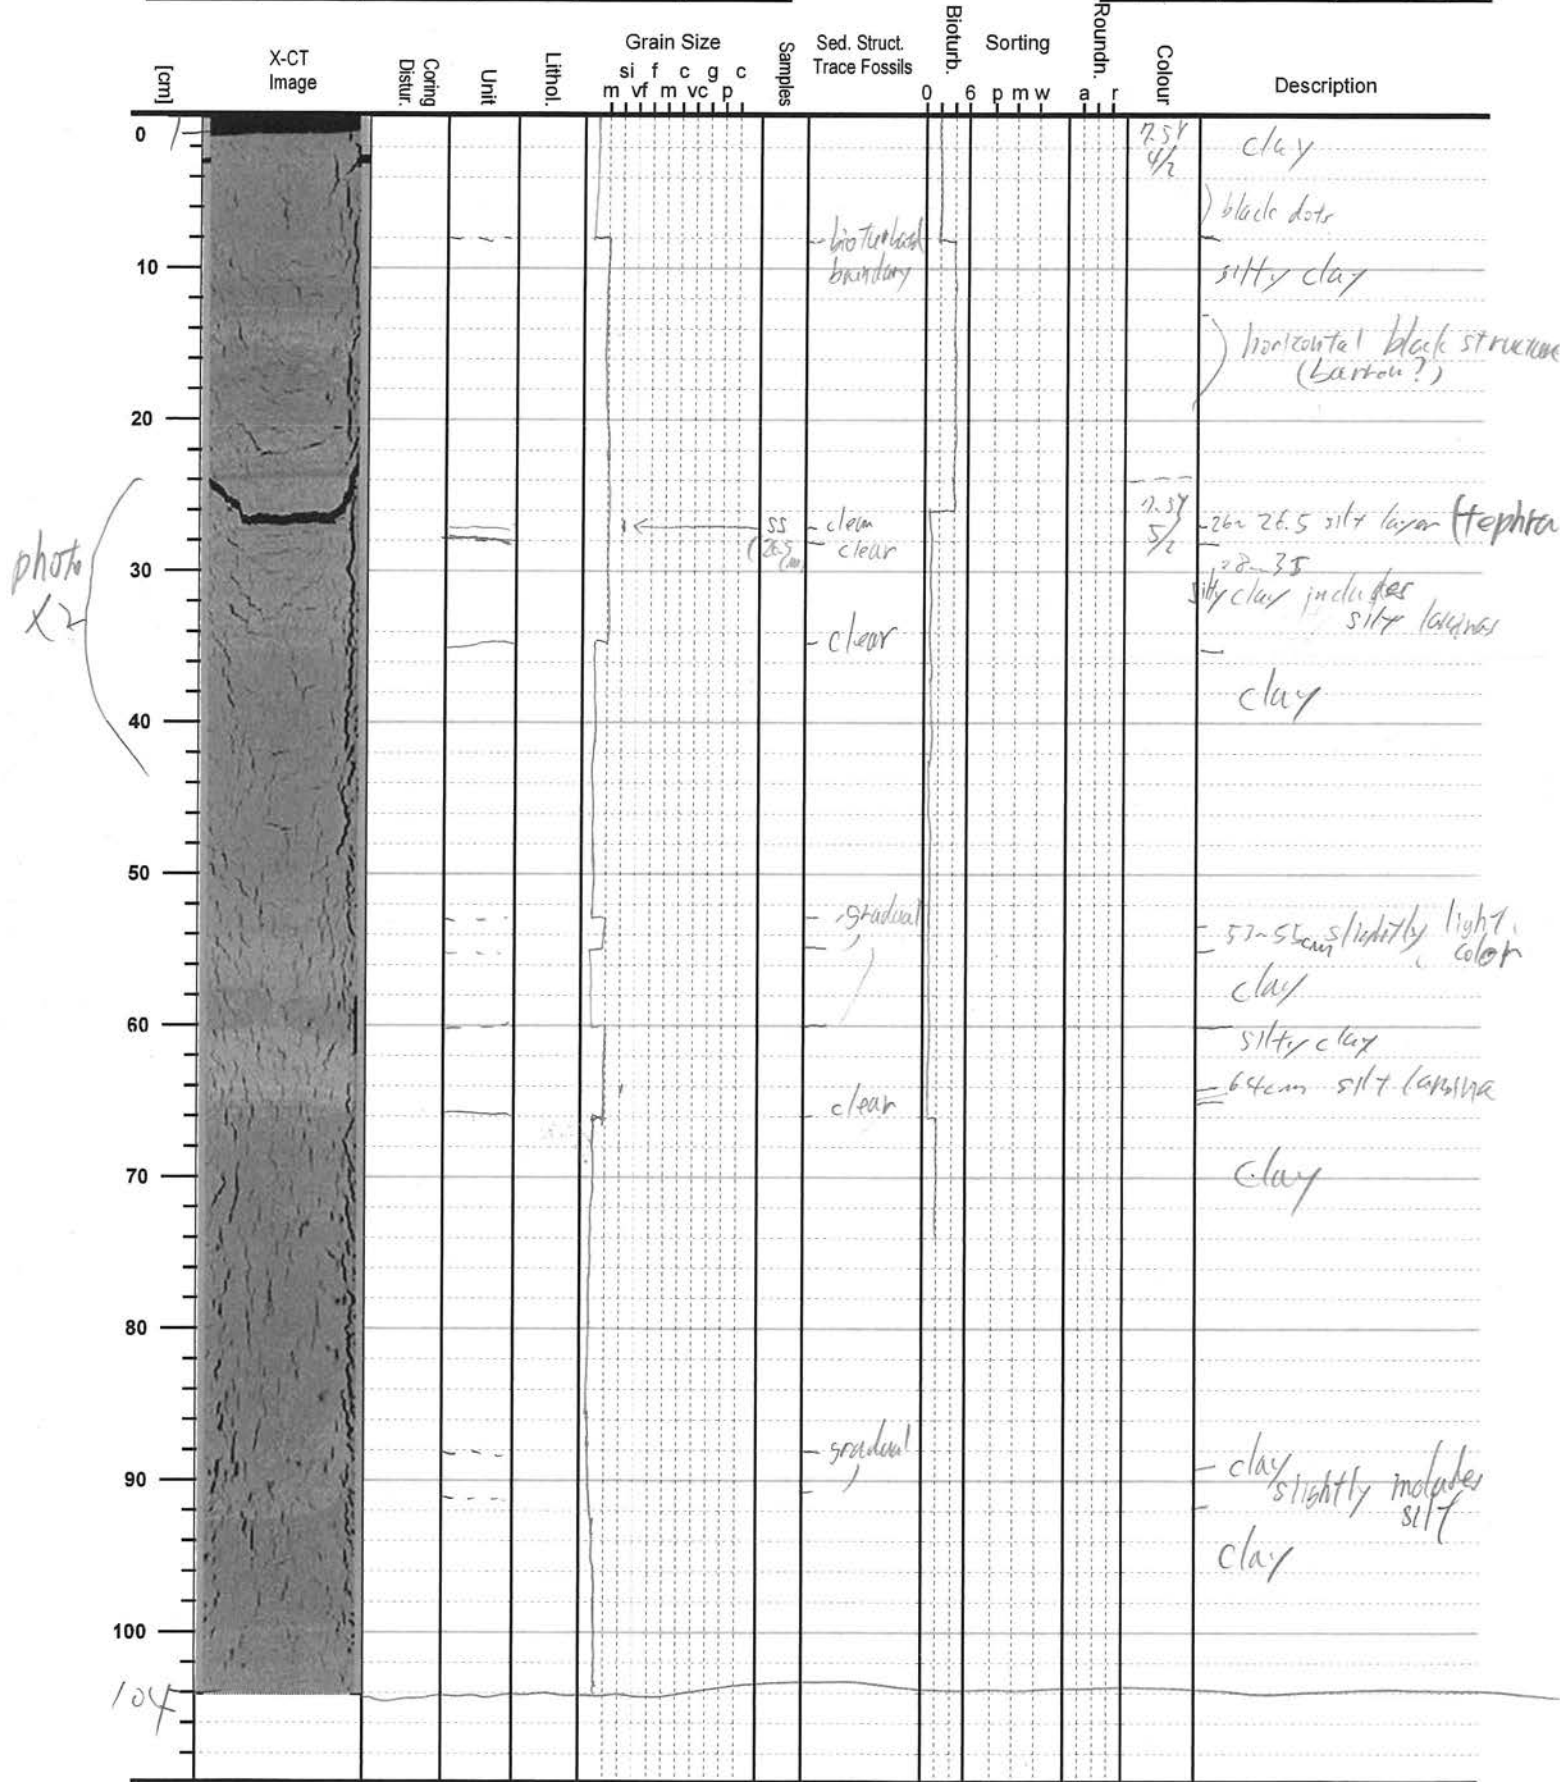 [cm]
X-CT
Image
Coring
Distur.
Unit
Lithol.
Grain Size
si f c g c
m vf m vc p
Samples
Sed. Struct.
Trace Fossils
Bioturb.
0 6
Sorting
p m w
Roundn.
a r
Colour
Description
0
7.5Y
4/2
clay
black dots
bioturbated
boundary
10
silty clay
horizontal black structure
20
7.5Y
5/2
ss
26.5
clear
26~26.5 silt layer (tephra
clear
photo
x2
30
28~35
silty clay includes
silty laminas
clear
clay
40
50
gradual
53~55cm slightly light
color
clay
60
silty clay
64cm silt lamina
clear
70
clay
80
gradual
90
clay
slightly includes
silt
clay
100
104